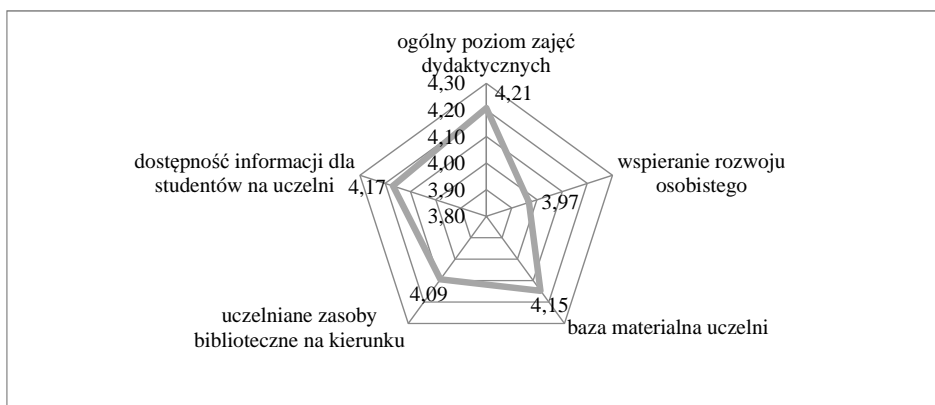 ogólny poziom zajęć
dydaktycznych
4,30
4,21
4,20
4,10
4,00
3,90
3,80
dostępność informacji dla
studentów na uczelni
4,17
wspieranie rozwoju
osobistego
3,97
uczelniane zasoby
biblioteczne na kierunku
4,09
4,15
baza materialna uczelni